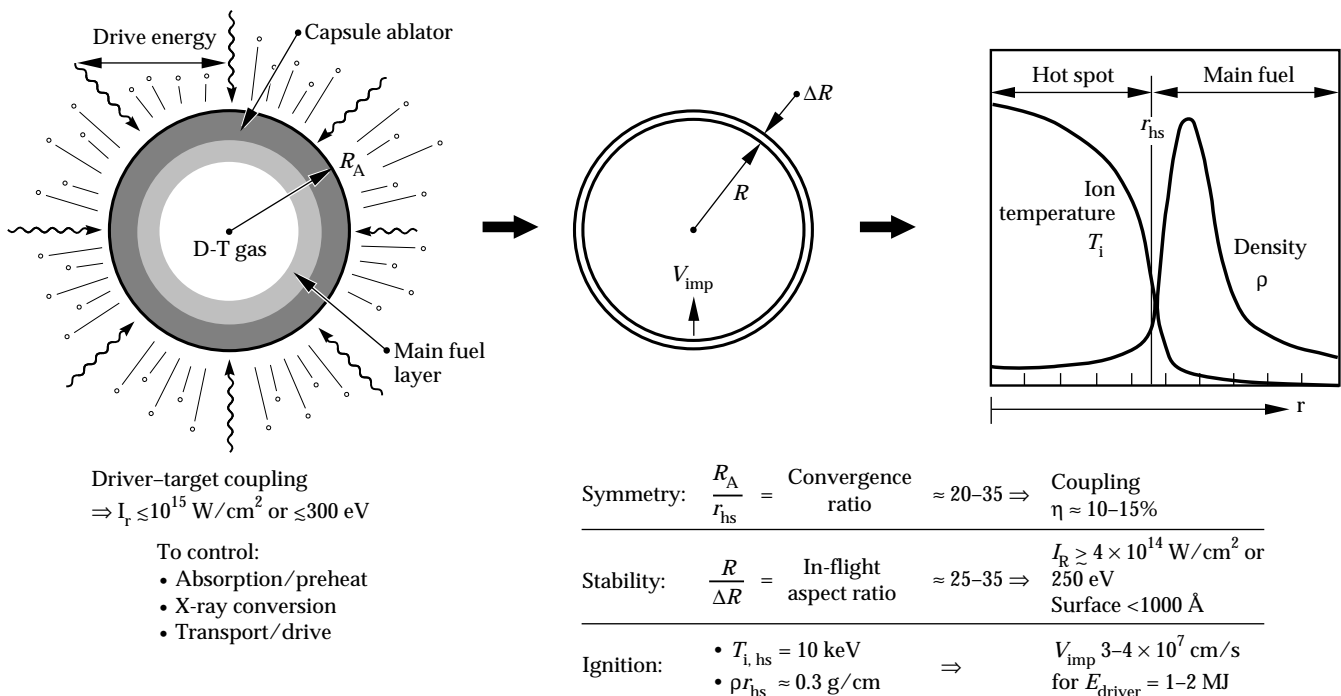 Drive energy
Capsule ablator
R_A
D-T gas
Main fuel
layer
ΔR
R
V_imp
Hot spot
Main fuel
r_hs
Ion
temperature
T_i
Density
ρ
r
Driver–target coupling
⇒ I_r ≲10^15 W/cm^2 or ≲300 eV
To control:
• Absorption/preheat
• X-ray conversion
• Transport/drive
Symmetry: R_A/r_hs = Convergence ratio ≈ 20–35 ⇒ Coupling
η ≈ 10–15%
Stability: R/ΔR = In-flight aspect ratio ≈ 25–35 ⇒ I_R ≳ 4 × 10^14 W/cm^2 or
250 eV
Surface <1000 Å
Ignition: • T_i, hs = 10 keV ⇒ V_imp 3–4 × 10^7 cm/s
• ρr_hs ≈ 0.3 g/cm for E_driver = 1–2 MJ